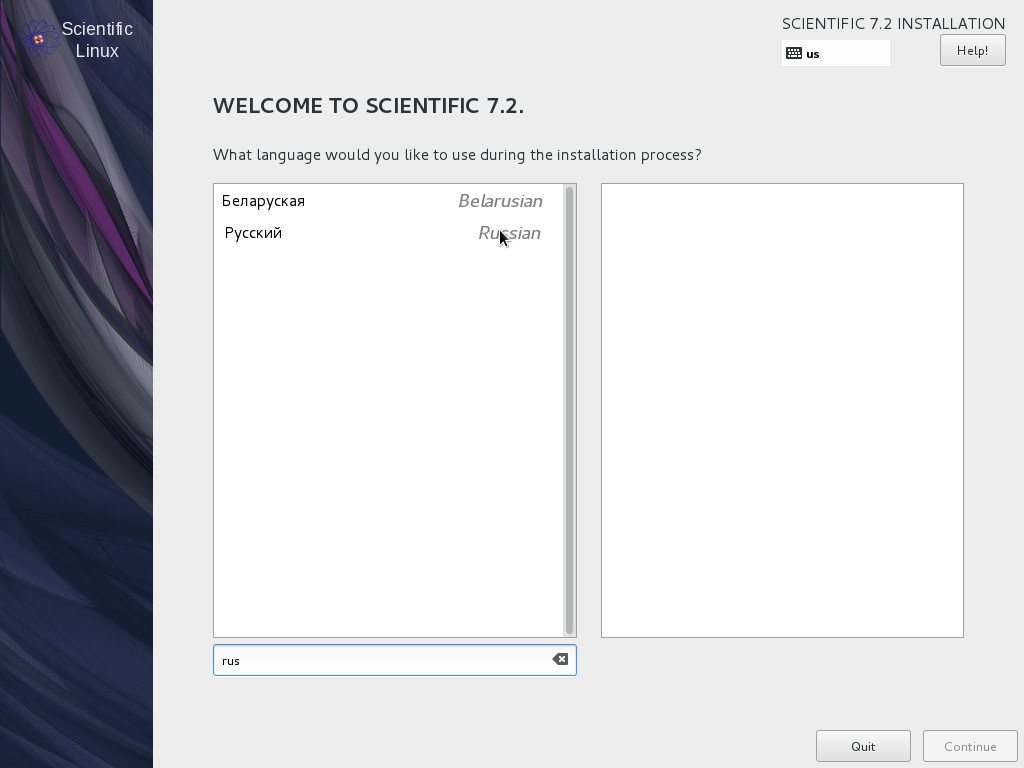 Scientific
Linux
SCIENTIFIC 7.2 INSTALLATION
us
Help!
WELCOME TO SCIENTIFIC 7.2.
What language would you like to use during the installation process?
Беларуская Belarusian
Русский Russian
rus
Quit
Continue